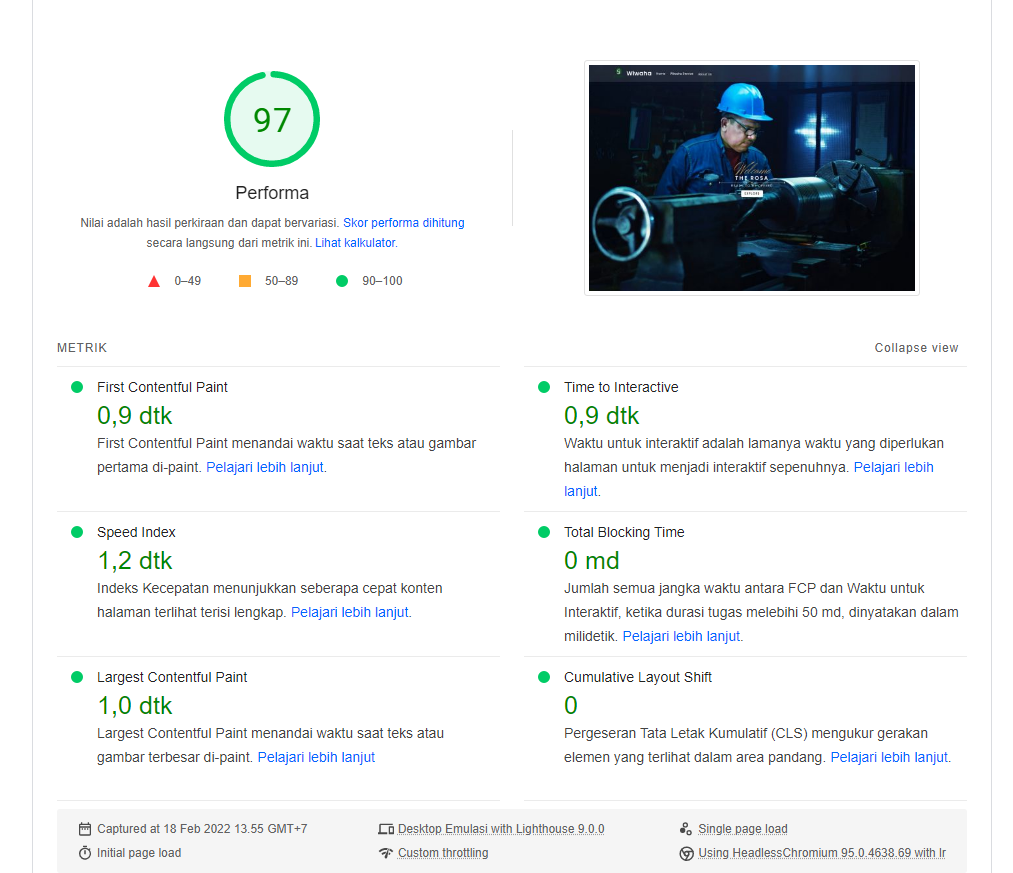 97
Performa
Nilai adalah hasil perkiraan dan dapat bervariasi. Skor performa dihitung
secara langsung dari metrik ini. Lihat kalkulator.
0–49
50–89
90–100
Wiwaha
Home
About Us
Welcome
THE ROSA
EXPLORE
METRIK
Collapse view
First Contentful Paint
0,9 dtk
First Contentful Paint menandai waktu saat teks atau gambar
pertama di-paint. Pelajari lebih lanjut.
Time to Interactive
0,9 dtk
Waktu untuk interaktif adalah lamanya waktu yang diperlukan
halaman untuk menjadi interaktif sepenuhnya. Pelajari lebih
lanjut.
Speed Index
1,2 dtk
Indeks Kecepatan menunjukkan seberapa cepat konten
halaman terlihat terisi lengkap. Pelajari lebih lanjut.
Total Blocking Time
0 md
Jumlah semua jangka waktu antara FCP dan Waktu untuk
Interaktif, ketika durasi tugas melebihi 50 md, dinyatakan dalam
milidetik. Pelajari lebih lanjut.
Largest Contentful Paint
1,0 dtk
Largest Contentful Paint menandai waktu saat teks atau
gambar terbesar di-paint. Pelajari lebih lanjut
Cumulative Layout Shift
0
Pergeseran Tata Letak Kumulatif (CLS) mengukur gerakan
elemen yang terlihat dalam area pandang. Pelajari lebih lanjut.
Captured at 18 Feb 2022 13.55 GMT+7
Desktop Emulasi with Lighthouse 9.0.0
Single page load
Initial page load
Custom throttling
Using HeadlessChromium 95.0.4638.69 with lr